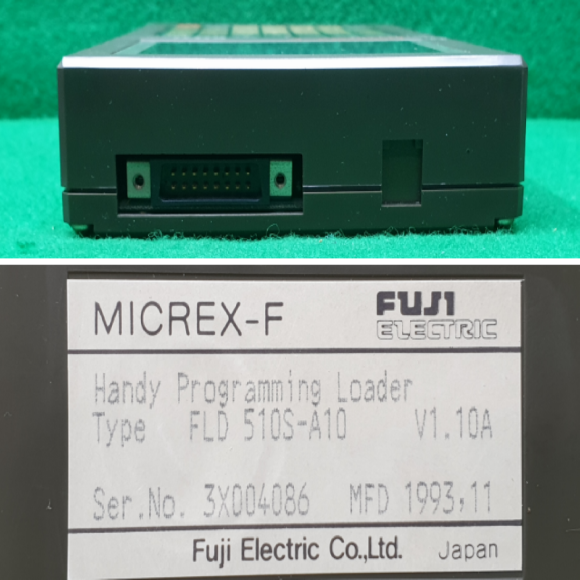 MICREX-F FUJI ELECTRIC
Handy Programming Loader
Type FLD 510S-A10 V1.10A
Ser.No. 3X004086 MFD 1993,11
Fuji Electric Co.,Ltd. Japan